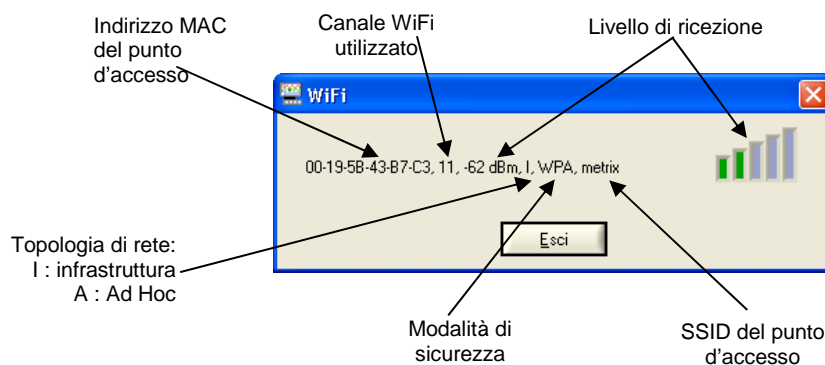 Indirizzo MAC
del punto
d'accesso
Canale WiFi
utilizzato
Livello di ricezione
WiFi
00-19-5B-43-B7-C3, 11, -62 dBm, I, WPA, metrix
Esci
Topologia di rete:
I : infrastruttura
A : Ad Hoc
Modalità di
sicurezza
SSID del punto
d'accesso